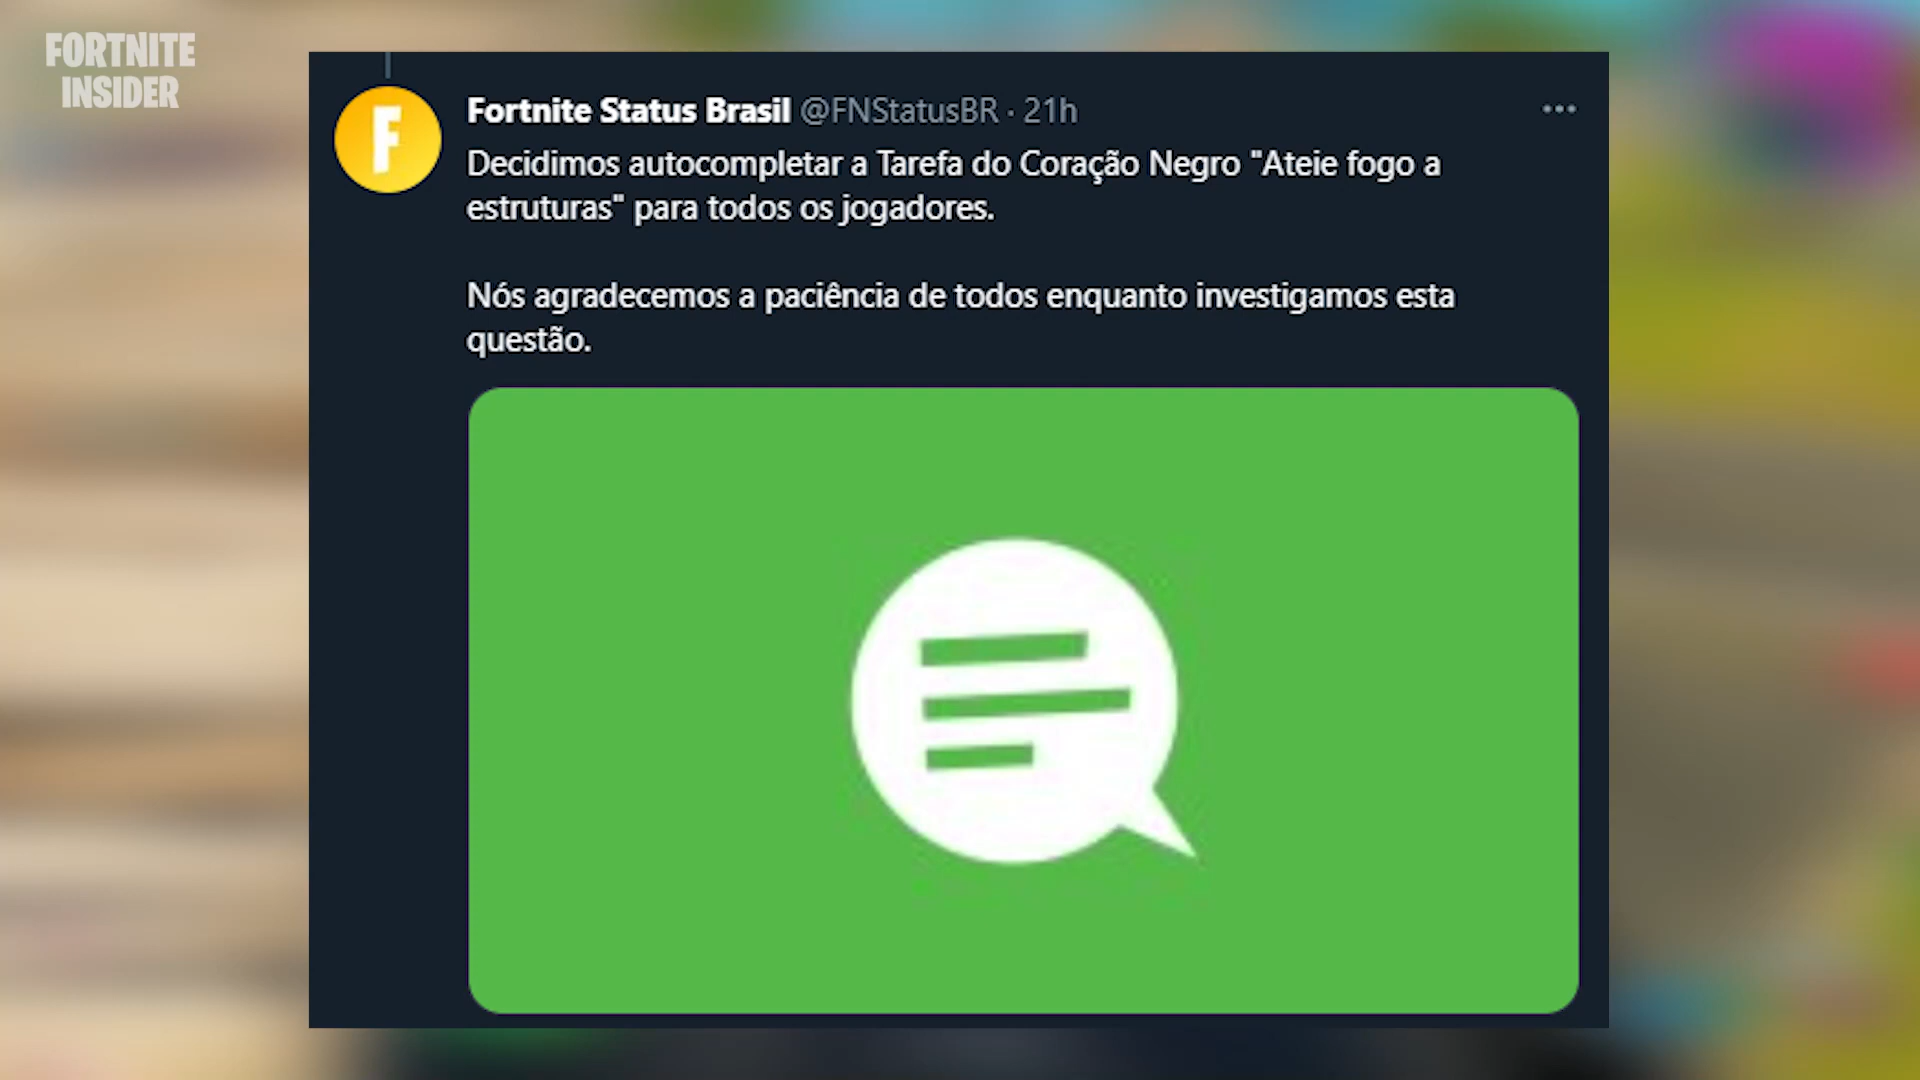 FORTNITE
INSIDER
F
Fortnite Status Brasil @FNStatusBR · 21h
Decidimos autocompletar a Tarefa do Coração Negro "Ateie fogo a
estruturas" para todos os jogadores.
Nós agradecemos a paciência de todos enquanto investigamos esta
questão.